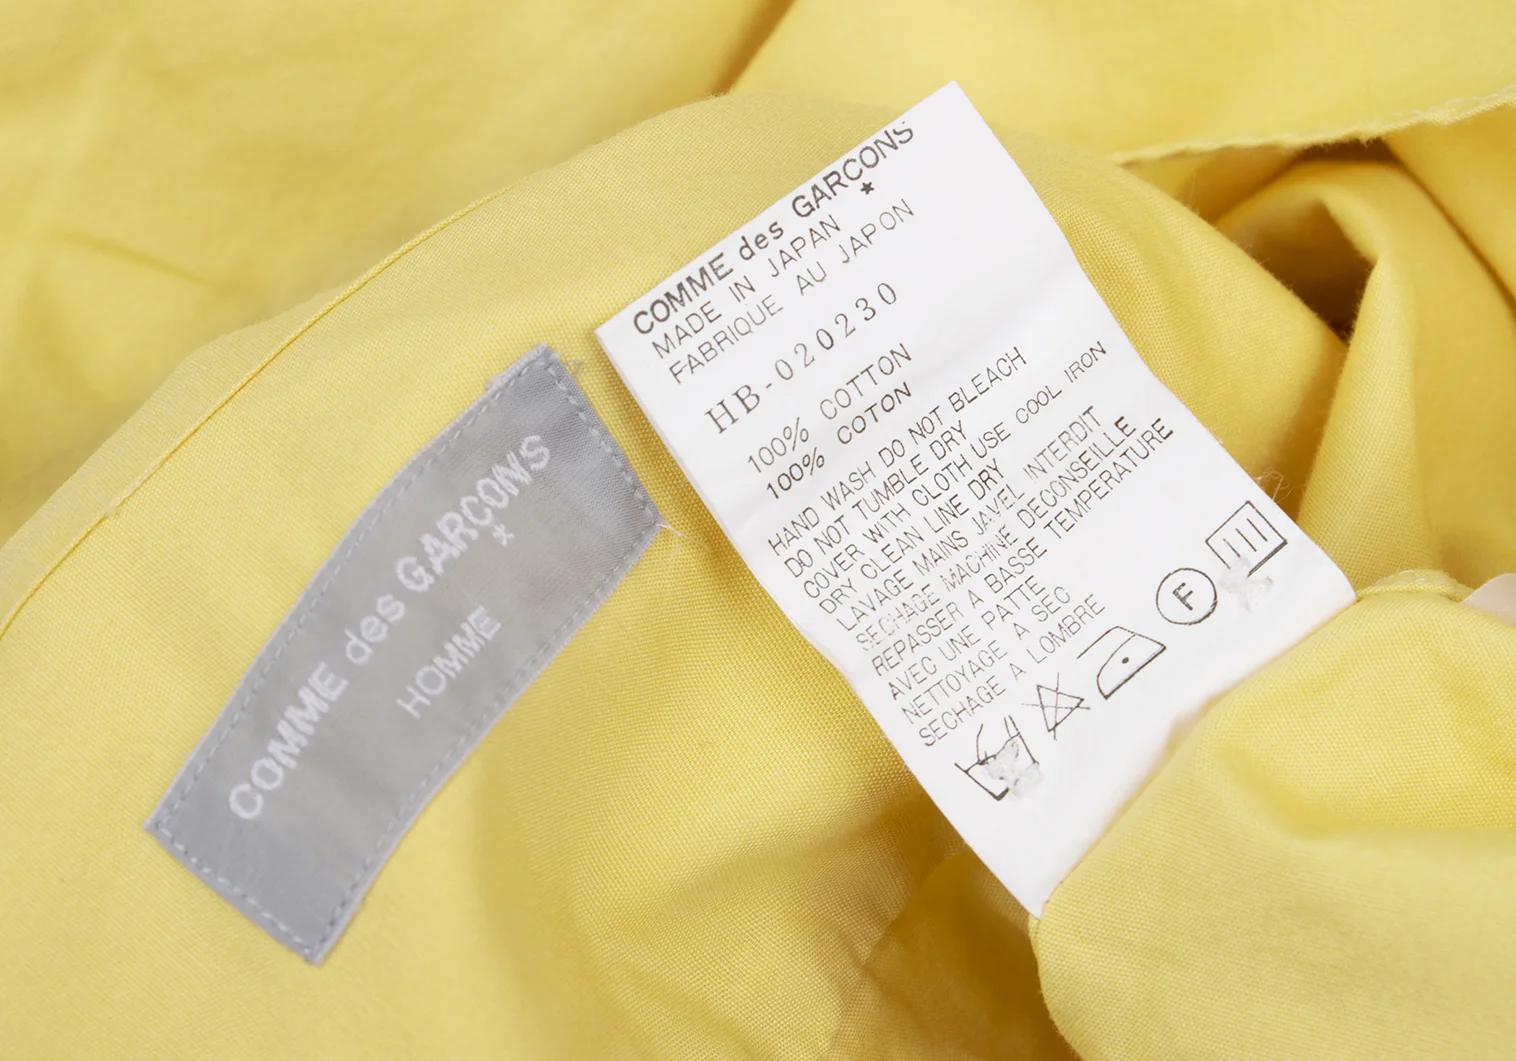 COMME des GARCONS
HOMME
COMME des GARCONS
MADE IN JAPAN
FABRIQUE AU JAPON
HB-020230
100% COTTON
100% COTON
HAND WASH DO NOT BLEACH
DO NOT TUMBLE DRY
COVER WITH CLOTH USE COOL IRON
DRY CLEAN LINE DRY
LAVAGE MAINS JAVEL INTERDIT
SECHAGE MACHINE DECONSEILLE
REPASSER A BASSE TEMPERATURE
AVEC UNE PATTE
NETTOYAGE A SEC
SECHAGE A LOMBRE
F